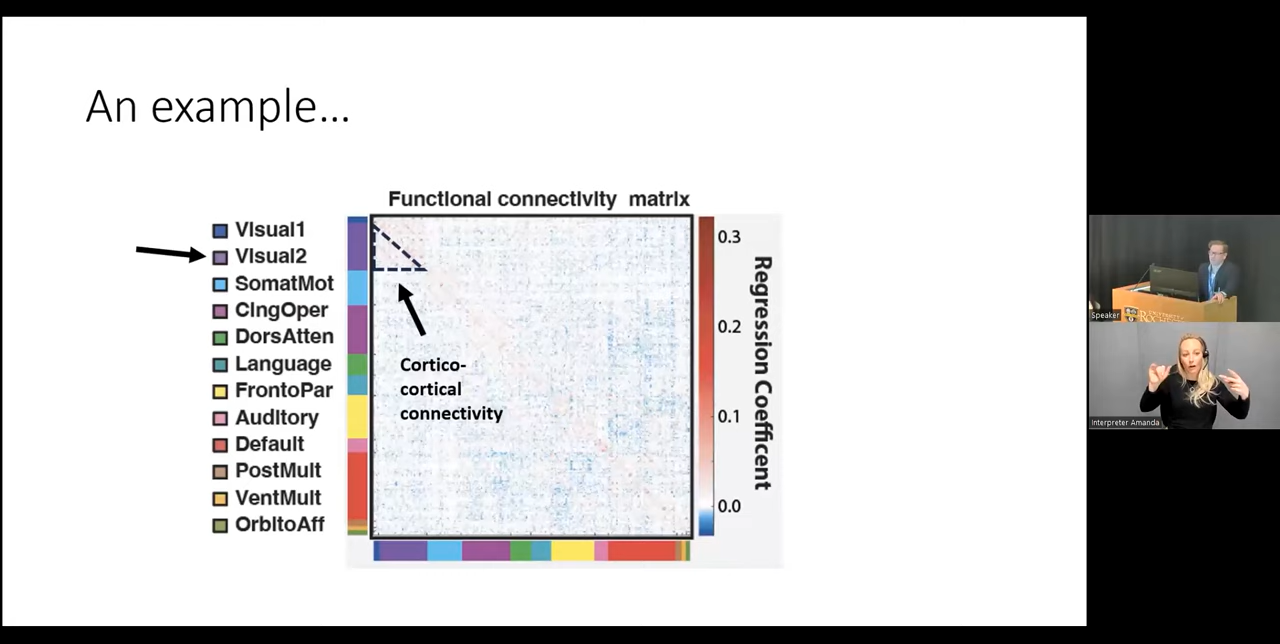 An example...
Functional connectivity matrix
Visual1
Visual2
SomatMot
CingOper
DorsAtten
Language
FrontoPar
Auditory
Default
PostMult
VentMult
OrbitoAff
Cortico-
cortical
connectivity
0.3
0.2
0.1
0.0
Regression Coefficent
Speaker
Interpreter Amanda